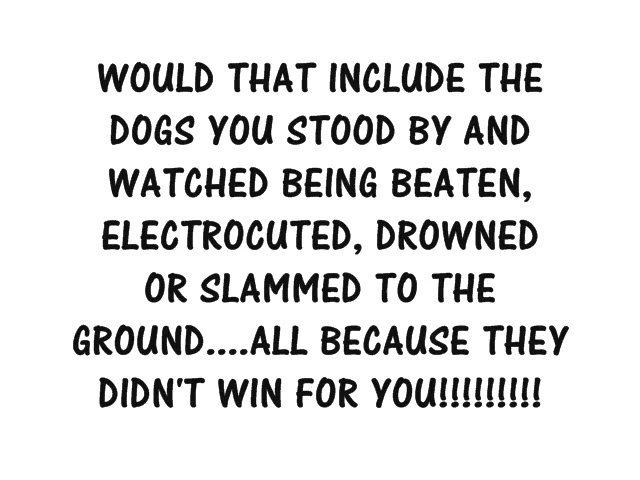 WOULD THAT INCLUDE THE
DOGS YOU STOOD BY AND
WATCHED BEING BEATEN,
ELECTROCUTED, DROWNED
OR SLAMMED TO THE
GROUND....ALL BECAUSE THEY
DIDN'T WIN FOR YOU!!!!!!!!!